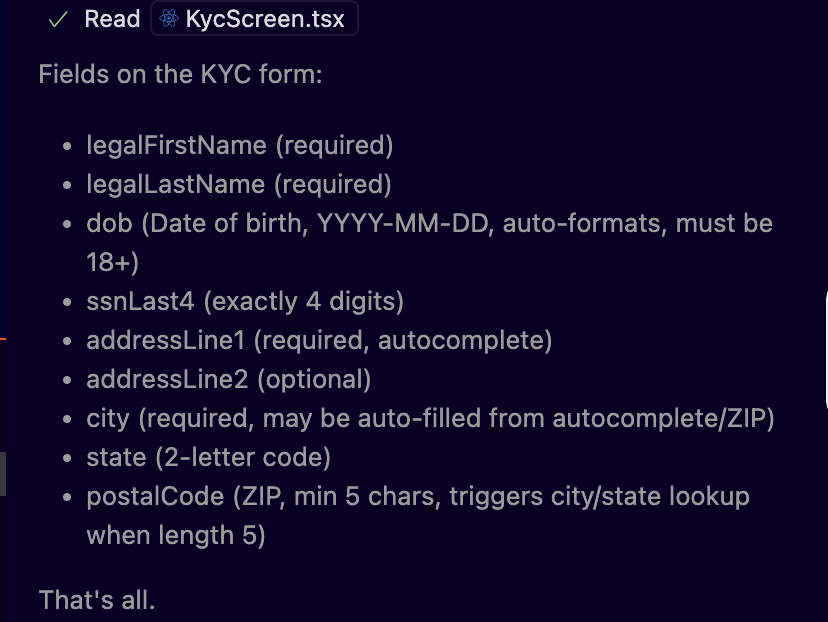 Read KycScreen.tsx
Fields on the KYC form:
• legalFirstName (required)
• legalLastName (required)
• dob (Date of birth, YYYY-MM-DD, auto-formats, must be
18+)
• ssnLast4 (exactly 4 digits)
• addressLine1 (required, autocomplete)
• addressLine2 (optional)
• city (required, may be auto-filled from autocomplete/ZIP)
• state (2-letter code)
• postalCode (ZIP, min 5 chars, triggers city/state lookup
when length 5)
That's all.